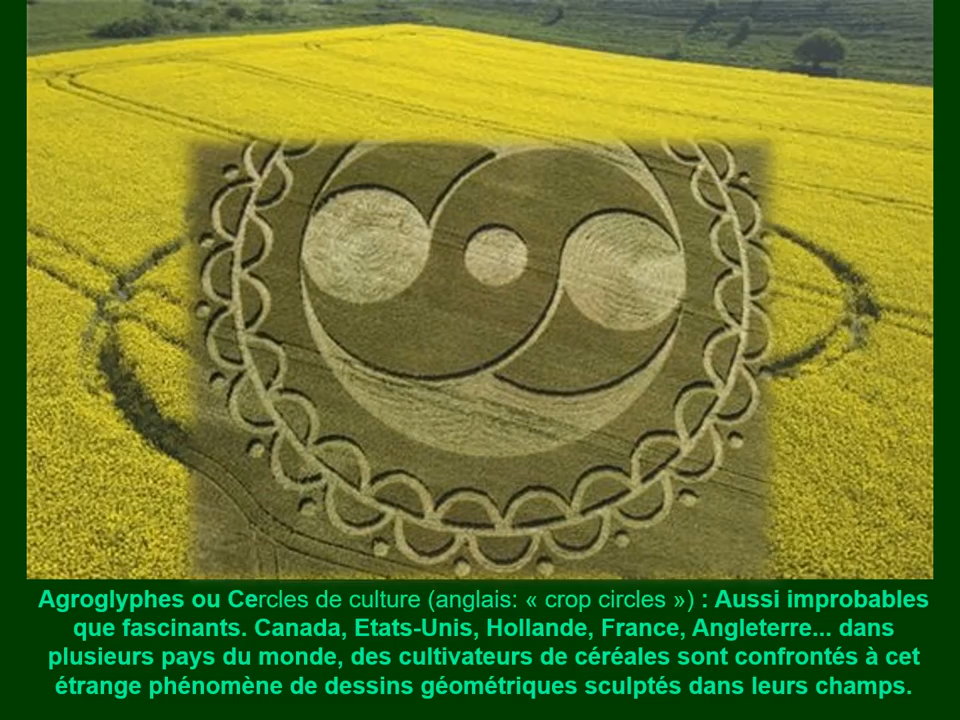 Agroglyphes ou Cercles de culture (anglais: « crop circles ») : Aussi improbables
que fascinants. Canada, Etats-Unis, Hollande, France, Angleterre... dans
plusieurs pays du monde, des cultivateurs de céréales sont confrontés à cet
étrange phénomène de dessins géométriques sculptés dans leurs champs.